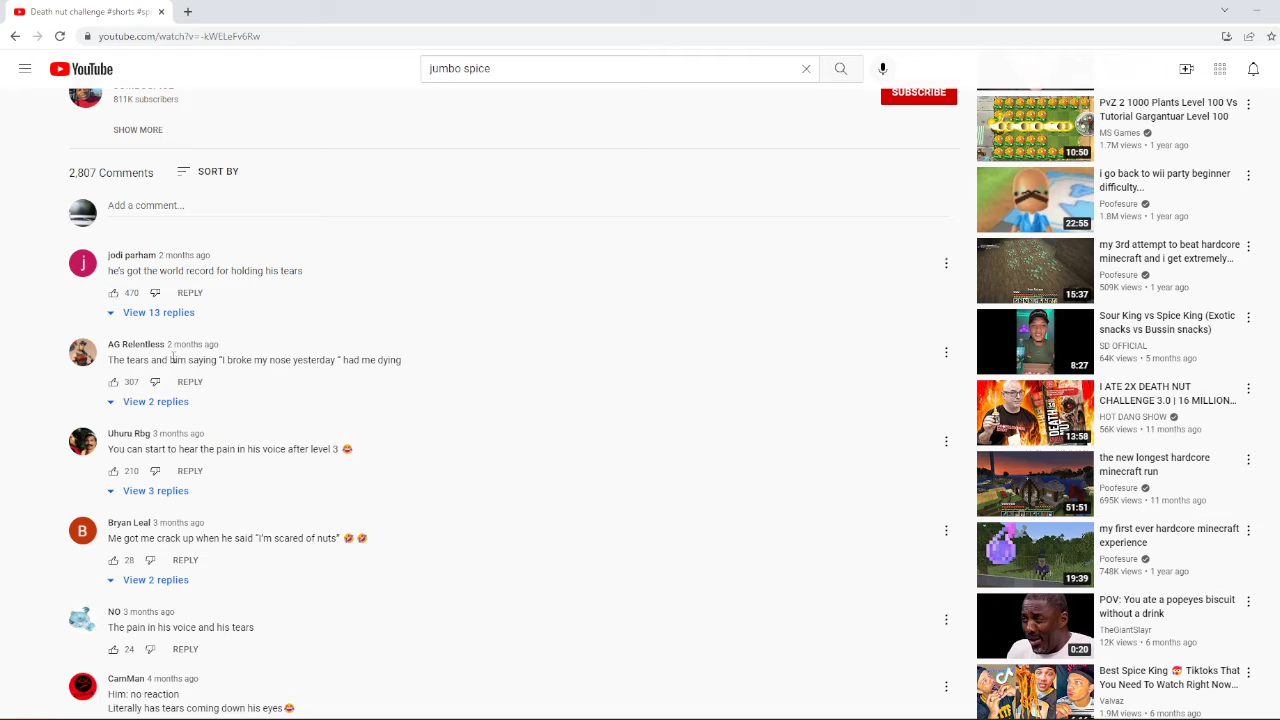 Death nut challenge #shorts #sp
youtube.com/watch?v=-kWELeFv6Rw
YouTube
jumbo spice
811K subscribers
SUBSCRIBE
SHOW MORE
2,807 Comments
SORT BY
Add a comment...
jodi parham 2 months ago
he's got the world record for holding his tears
470 REPLY
View 13 replies
AG Relentless 2 months ago
The tears and him saying “I broke my nose yesterday ” had me dying
307 REPLY
View 2 replies
Uhuru Rbg 3 months ago
You can start to hear the pain in his voice after level 3
210 REPLY
View 3 replies
Bryan Leal 3 months ago
Me got me crack up when he said “I'm scared of nuts”
28 REPLY
View 2 replies
NO 3 months ago
The pain in his voice and his tears
24 REPLY
CamMan 4 months ago
Him: no reaction
Literally has tears coming down his eyes
PvZ 2 1000 Plants Level 100 Vs
Tutorial Gargantuar Level 100
MS Games
1.7M views • 1 year ago
10:50
i go back to wii party beginner
difficulty...
Poofesure
1.8M views • 1 year ago
22:55
my 3rd attempt to beat hardcore
minecraft and i get extremely...
Poofesure
509K views • 1 year ago
15:37
Sour King vs Spice King (Exotic
snacks vs Bussin snacks)
SD OFFICIAL
64K views • 5 months ago
8:27
I ATE 2X DEATH NUT
CHALLENGE 3.0 | 16 MILLION...
HOT DANG SHOW
56K views • 11 months ago
13:58
the new longest hardcore
minecraft run
Poofesure
695K views • 11 months ago
51:51
my first ever hardcore minecraft
experience
Poofesure
748K views • 1 year ago
19:39
POV: You ate a popeyes biscuit
without a drink
TheGiantSlayr
12K views • 6 months ago
0:20
Best Spice King Tiktoks That
You Need To Watch Right Now...
Vaivaz
1.9M views • 6 months ago